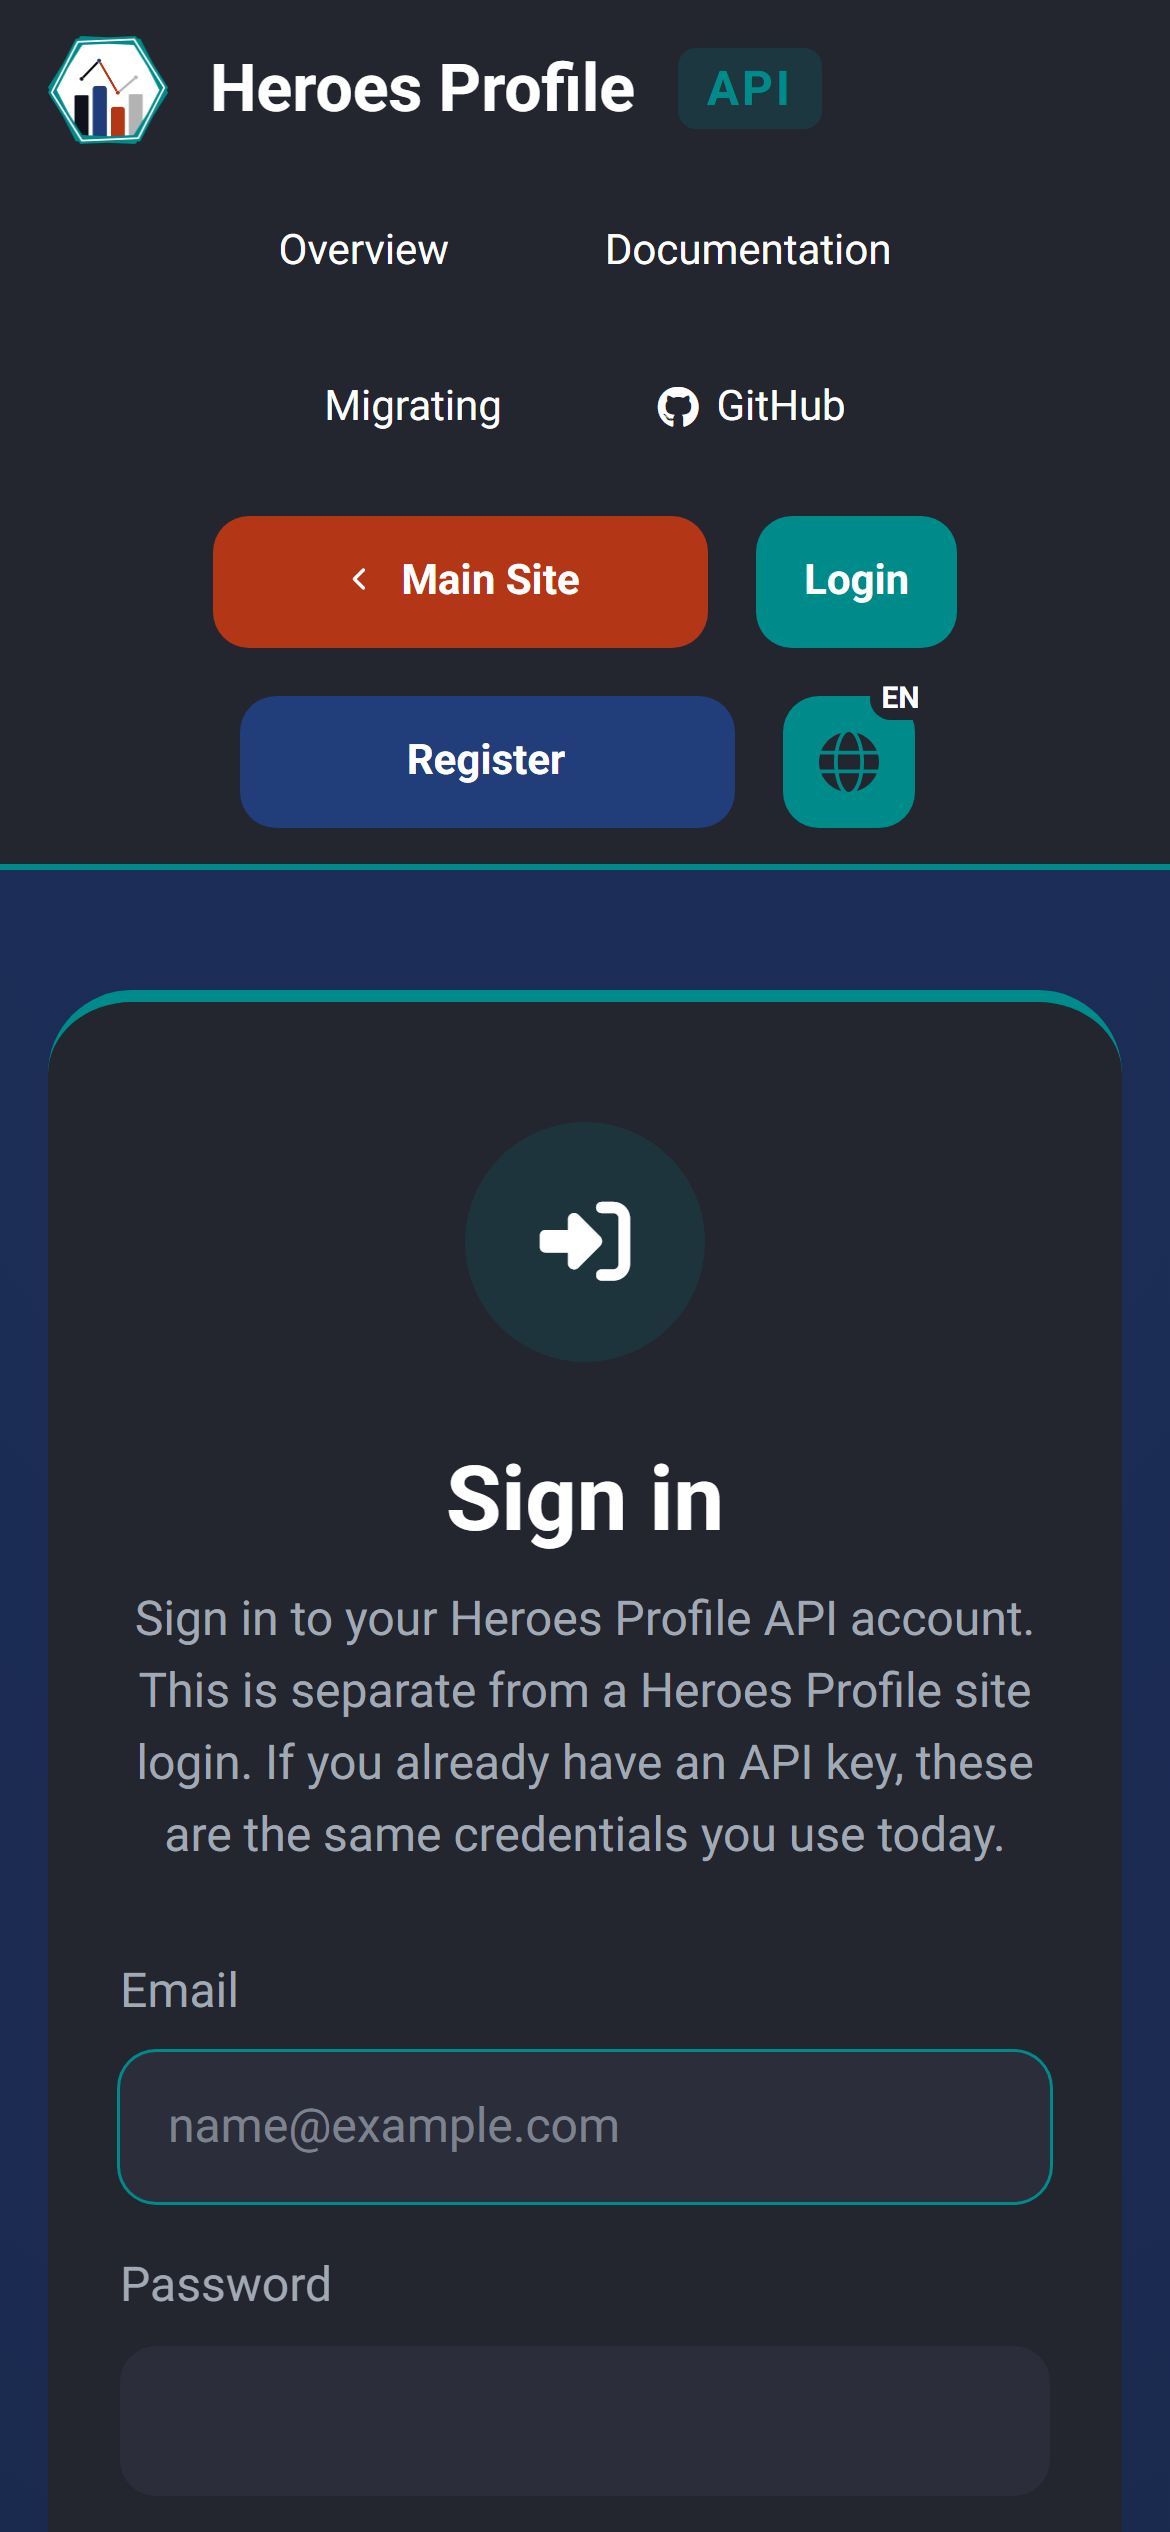 Heroes Profile API
Overview Documentation
Migrating GitHub
Main Site Login
Register EN
Sign in
Sign in to your Heroes Profile API account.
This is separate from a Heroes Profile site
login. If you already have an API key, these
are the same credentials you use today.
Email
name@example.com
Password